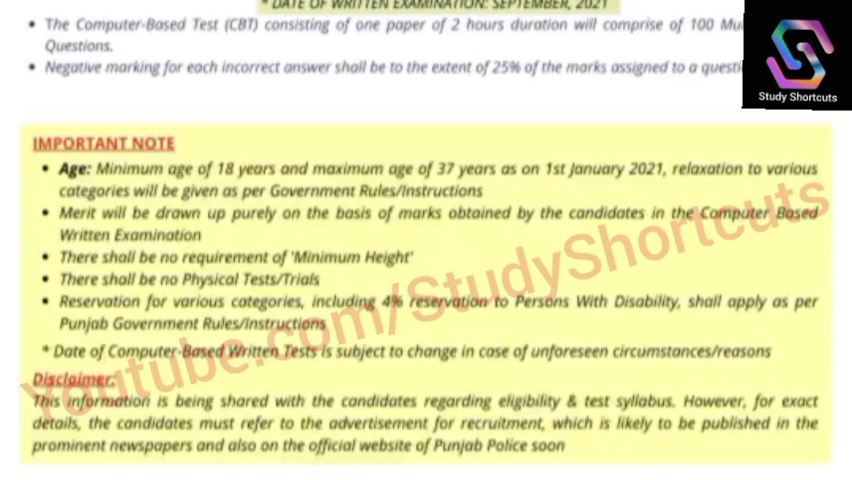 * DATE OF WRITTEN EXAMINATION: SEPTEMBER, 2021
• The Computer-Based Test (CBT) consisting of one paper of 2 hours duration will comprise of 100
Questions.
• Negative marking for each incorrect answer shall be to the extent of 25% of the marks assigned to a
Study Shortcuts
IMPORTANT NOTE
• Age: Minimum age of 18 years and maximum age of 37 years as on 1st January 2021, relaxation to various
categories will be given as per Government Rules/Instructions
• Merit will be drawn up purely on the basis of marks obtained by the candidates in the Computer Based
Written Examination
• There shall be no requirement of 'Minimum Height'
• There shall be no Physical Tests/Trials
• Reservation for various categories, including 4% reservation to Persons With Disability, shall apply as per
Punjab Government Rules/Instructions
* Date of Computer-Based Written Tests is subject to change in case of unforeseen circumstances/reasons
Disclaimer:
This information is being shared with the candidates regarding eligibility & test syllabus. However, for exact
details, the candidates must refer to the advertisement for recruitment, which is likely to be published in the
prominent newspapers and also on the official website of Punjab Police soon
Youtube.com/StudyShortcuts